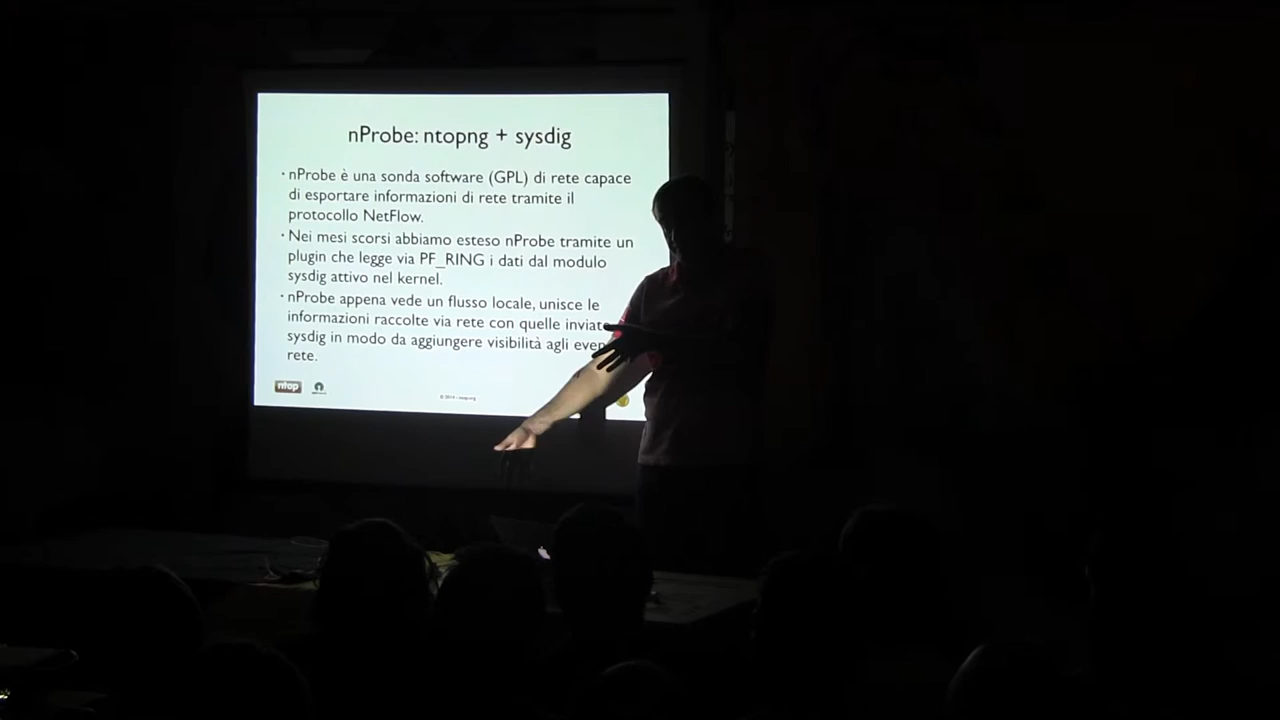 nProbe: ntopng + sysdig
· nProbe è una sonda software (GPL) di rete capace
di esportare informazioni di rete tramite il
protocollo NetFlow.
· Nei mesi scorsi abbiamo esteso nProbe tramite un
plugin che legge via PF_RING i dati dal modulo
sysdig attivo nel kernel.
· nProbe appena vede un flusso locale, unisce le
informazioni raccolte via rete con quelle
sysdig in modo da aggiungere visibilità agli
rete.
ntop
© 2014 - ntop.org